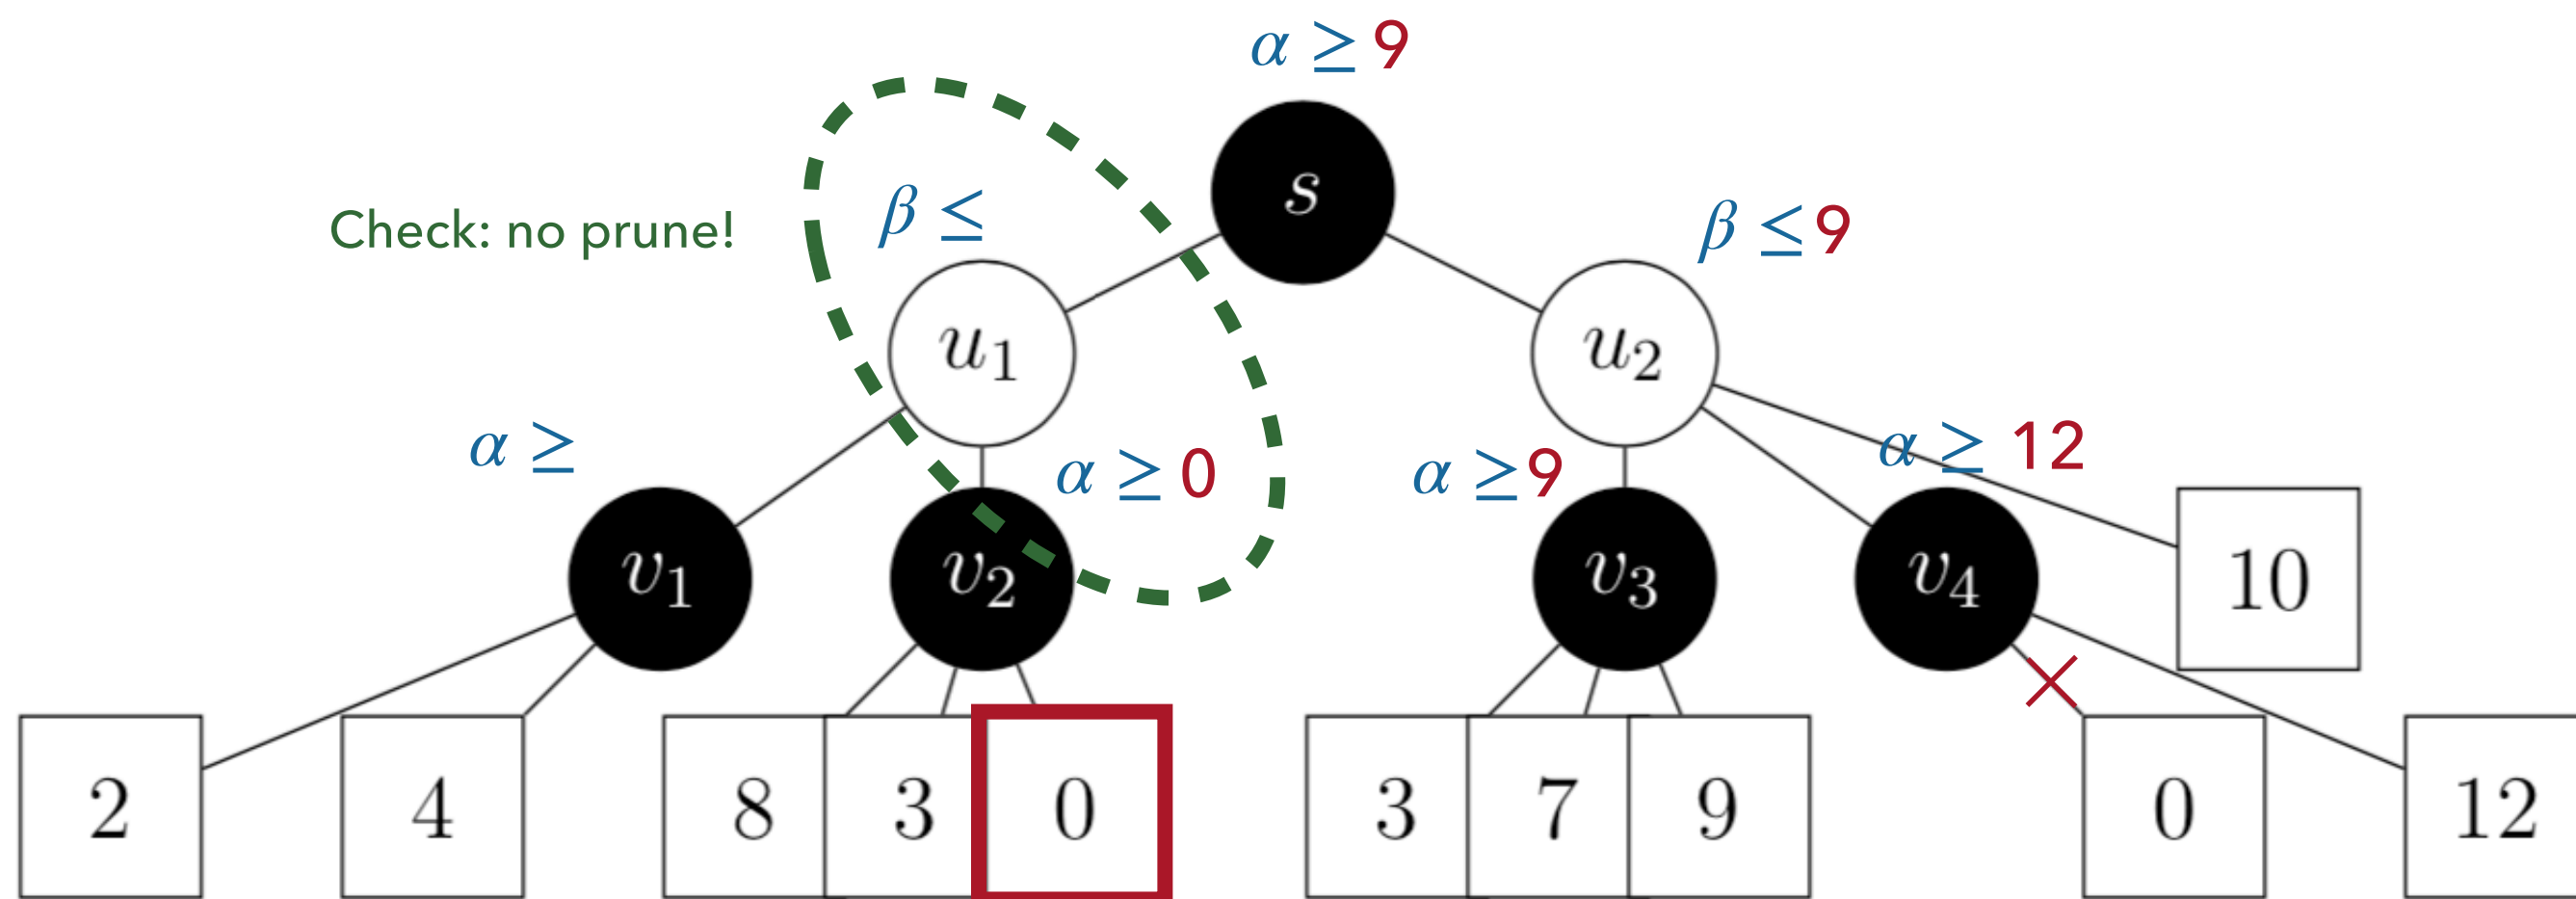 α ≥ 9
s
Check: no prune!
β ≤
β ≤ 9
u1
u2
α ≥
α ≥ 0
α ≥ 9
α ≥ 12
v1
v2
v3
v4
10
2
4
8
3
0
3
7
9
0
12